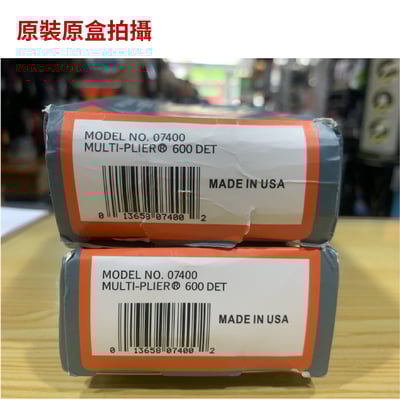 原裝原盒拍攝
MODEL NO. 07400
MULTI-PLIER® 600 DET
MADE IN USA
0 13658 07400 2
MODEL NO. 07400
MULTI-PLIER® 600 DET
MADE IN USA
0 13658 07400 2